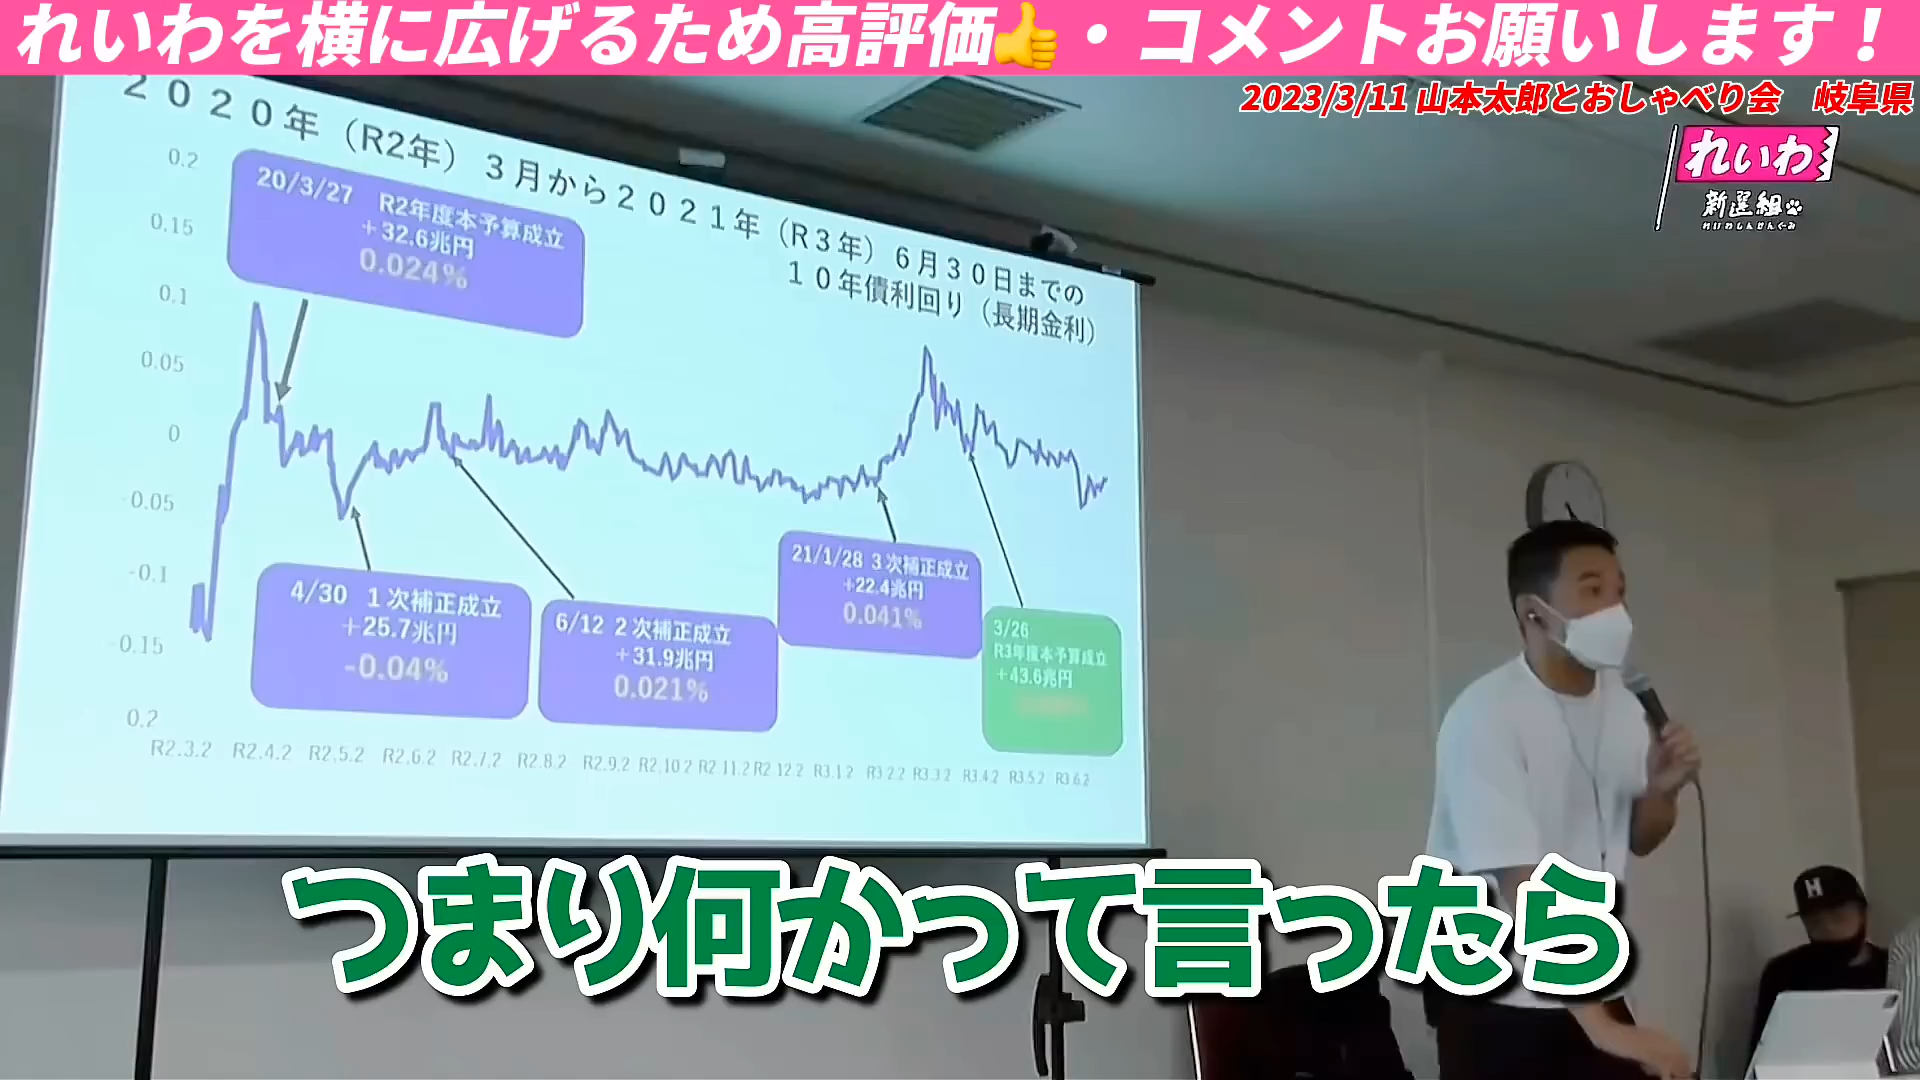 れいわを横に広げるため高評価👍・コメントお願いします！
2023/3/11 山本太郎とおしゃべり会　岐阜県
れいわ
新選組
れいわしんせんぐみ
２０２０年（R2年）３月から２０２１年（R３年）６月３０日までの
１０年債利回り（長期金利）
0.2
0.15
0.1
0.05
0
-0.05
-0.1
-0.15
0.2
20/3/27　R2年度本予算成立
＋32.6兆円
0.024%
4/30　１次補正成立
＋25.7兆円
-0.04%
6/12 ２次補正成立
＋31.9兆円
0.021%
21/1/28 ３次補正成立
+22.4兆円
0.041%
3/26
R3年度本予算成立
＋43.6兆円
R2.3.2 R2.4.2 R2.5.2 R2.6.2 R2.7.2 R2.8.2 R2.9.2 R2.10.2 R2.11.2 R2.12.2 R3.1.2 R3.2.2 R3.3.2 R3.4.2 R3.5.2 R3.6.2
つまり何かって言ったら
H